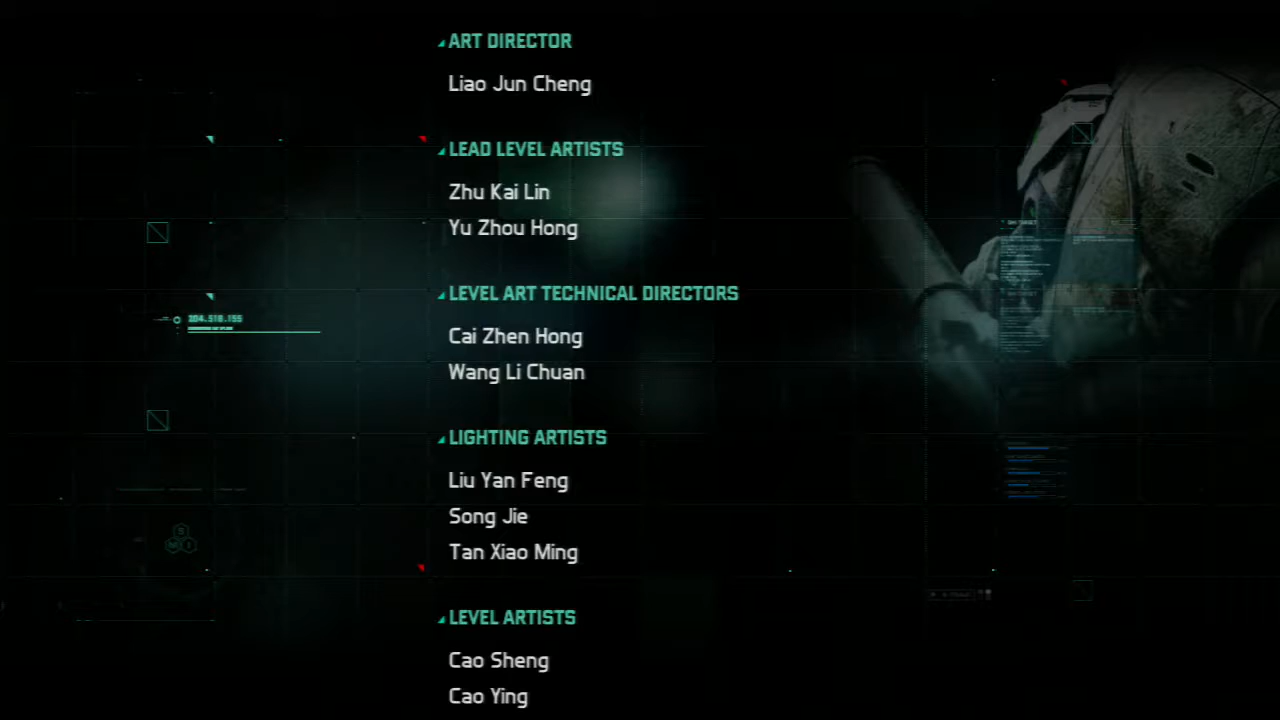 ART DIRECTOR
Liao Jun Cheng
LEAD LEVEL ARTISTS
Zhu Kai Lin
Yu Zhou Hong
LEVEL ART TECHNICAL DIRECTORS
Cai Zhen Hong
Wang Li Chuan
LIGHTING ARTISTS
Liu Yan Feng
Song Jie
Tan Xiao Ming
LEVEL ARTISTS
Cao Sheng
Cao Ying